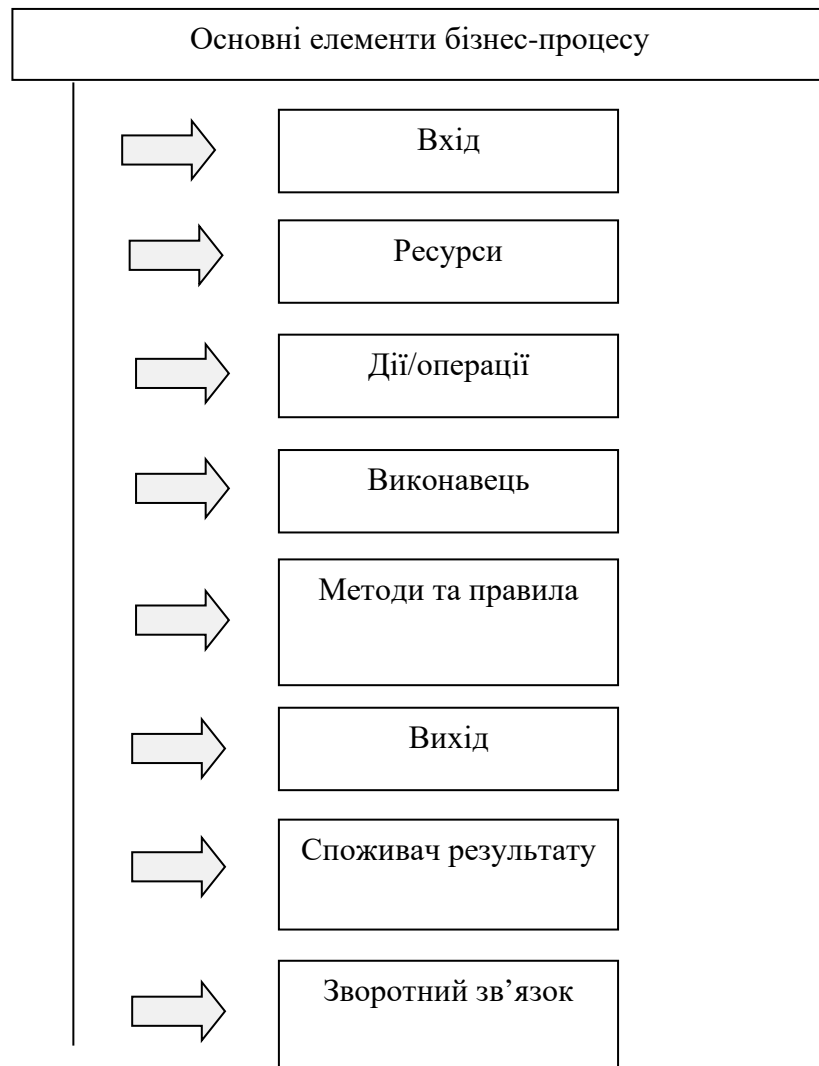 Основні елементи бізнес-процесу
Вхід
Ресурси
Дії/операції
Виконавець
Методи та правила
Вихід
Споживач результату
Зворотний зв’язок